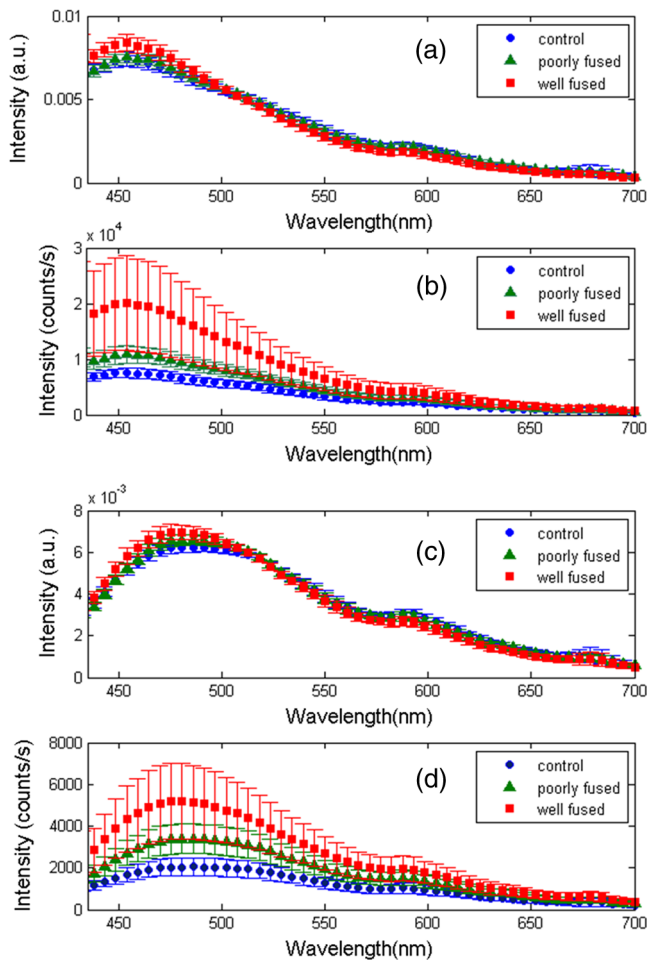 0.01
0.005
0
Intensity (a.u.)
(a)
control
poorly fused
well fused
450 500 550 600 650 700
Wavelength(nm)
x 10^4
3
2
1
0
Intensity (counts/s)
(b)
control
poorly fused
well fused
450 500 550 600 650 700
Wavelength(nm)
x 10^-3
8
6
4
2
0
Intensity (a.u.)
(c)
control
poorly fused
well fused
450 500 550 600 650 700
Wavelength(nm)
8000
6000
4000
2000
0
Intensity (counts/s)
(d)
control
poorly fused
well fused
450 500 550 600 650 700
Wavelength(nm)